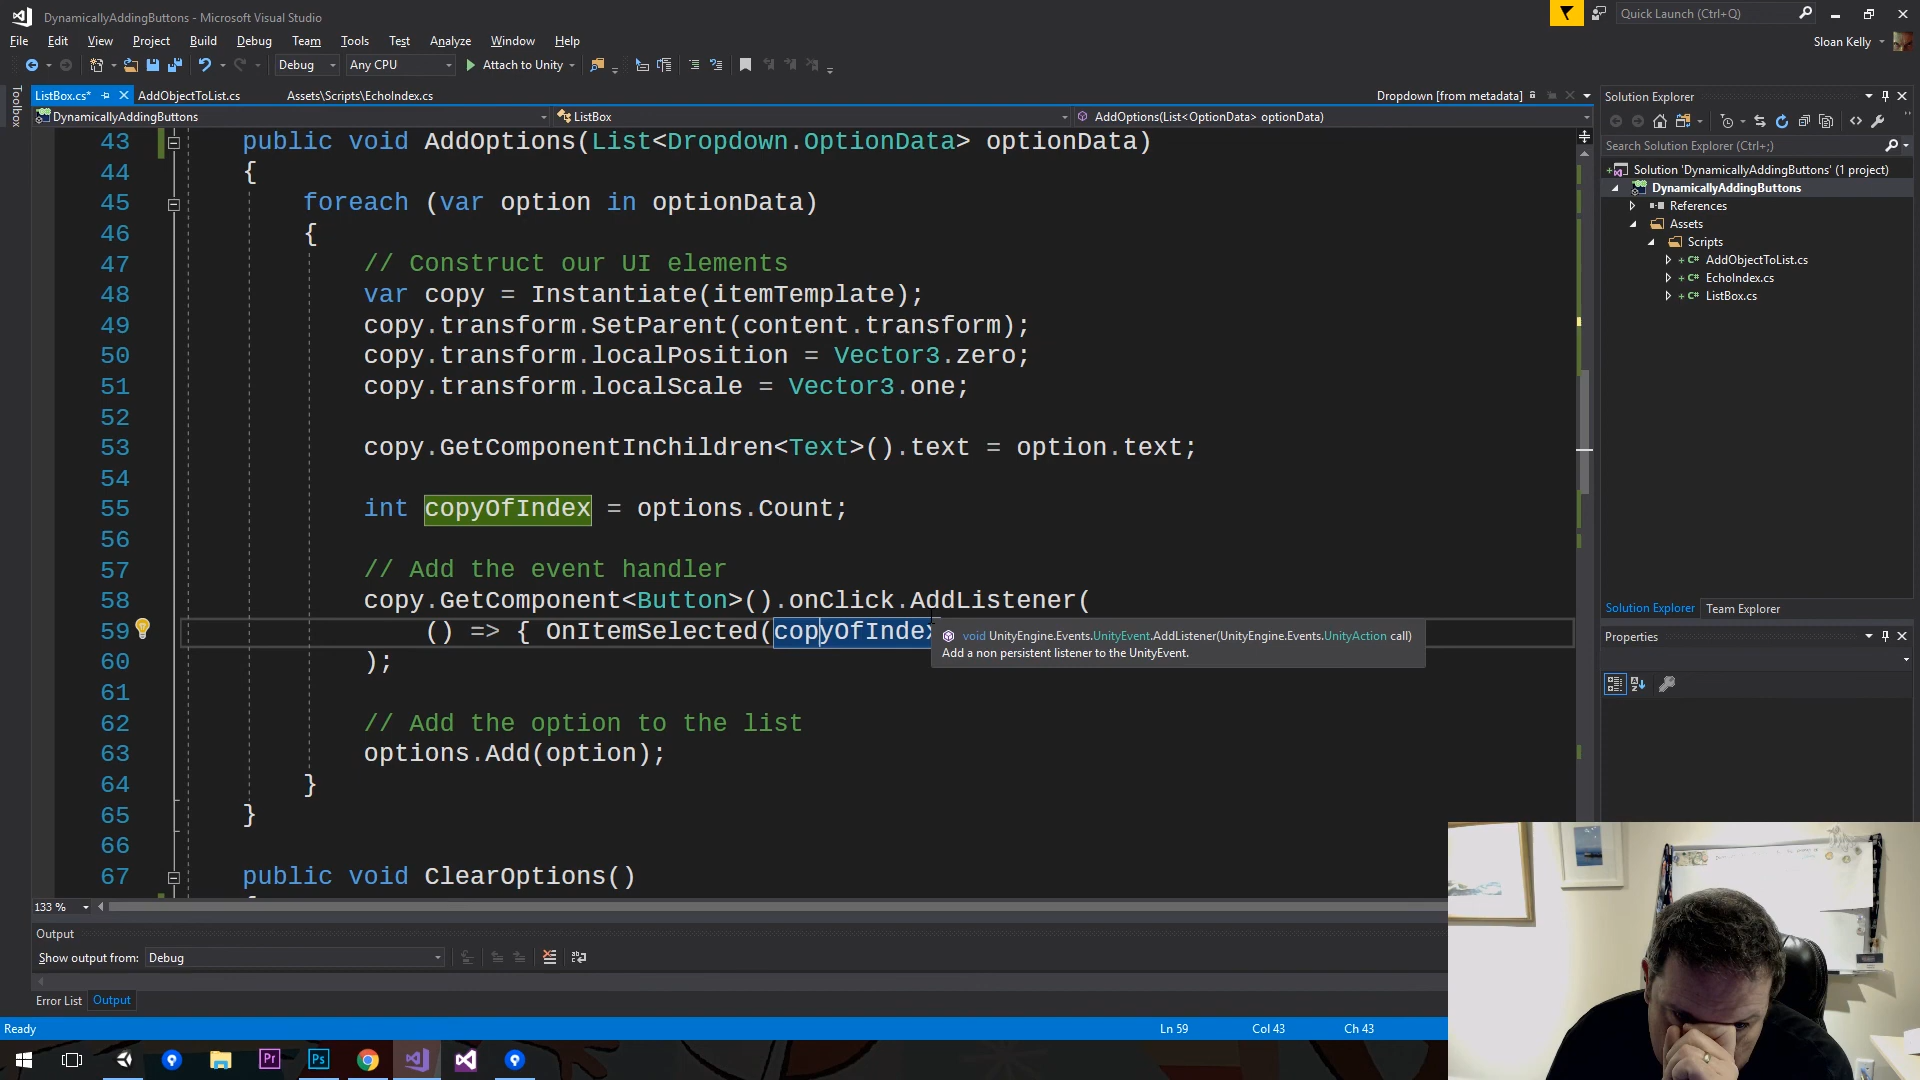 DynamicallyAddingButtons - Microsoft Visual Studio
Quick Launch (Ctrl+Q)
File Edit View Project Build Debug Team Tools Test Analyze Window Help
Sloan Kelly
Debug Any CPU Attach to Unity
Toolbox
ListBox.cs* AddObjectToList.cs Assets\Scripts\EchoIndex.cs Dropdown [from metadata]
DynamicallyAddingButtons ListBox AddOptions(List<OptionData> optionData)
43 public void AddOptions(List<Dropdown.OptionData> optionData)
44 {
45 foreach (var option in optionData)
46 {
47 // Construct our UI elements
48 var copy = Instantiate(itemTemplate);
49 copy.transform.SetParent(content.transform);
50 copy.transform.localPosition = Vector3.zero;
51 copy.transform.localScale = Vector3.one;
52
53 copy.GetComponentInChildren<Text>().text = option.text;
54
55 int copyOfIndex = options.Count;
56
57 // Add the event handler
58 copy.GetComponent<Button>().onClick.AddListener(
59 () => { OnItemSelected(copyOfIndex
void UnityEngine.Events.UnityEvent.AddListener(UnityEngine.Events.UnityAction call)
Add a non persistent listener to the UnityEvent.
60 );
61
62 // Add the option to the list
63 options.Add(option);
64 }
65 }
66
67 public void ClearOptions()
133 %
Output
Show output from: Debug
Error List Output
Ready Ln 59 Col 43 Ch 43
Solution Explorer
Search Solution Explorer (Ctrl+;)
Solution 'DynamicallyAddingButtons' (1 project)
DynamicallyAddingButtons
References
Assets
Scripts
AddObjectToList.cs
EchoIndex.cs
ListBox.cs
Solution Explorer Team Explorer
Properties
Pr Ps